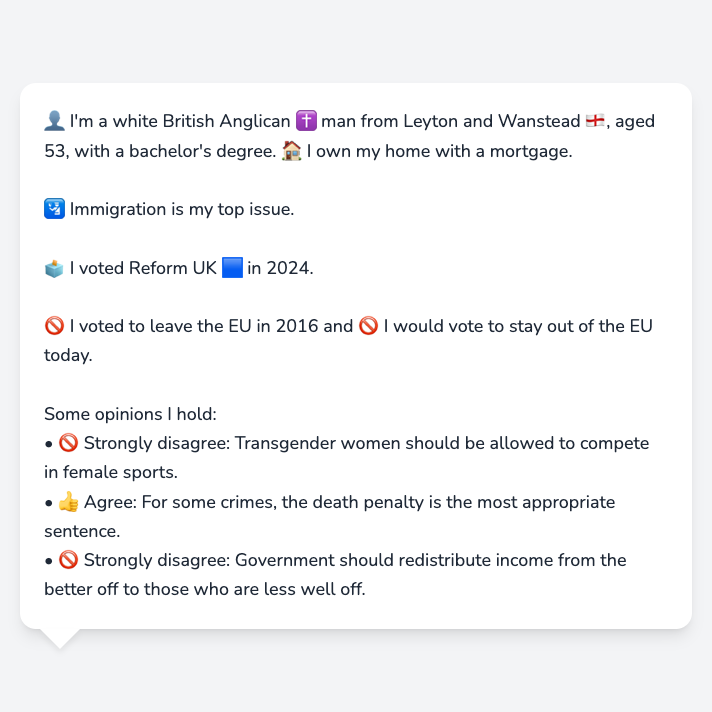 👤 I'm a white British Anglican ✝️ man from Leyton and Wanstead 🏴󠁧󠁢󠁥󠁮󠁧󠁿, aged
53, with a bachelor's degree. 🏠 I own my home with a mortgage.
🛂 Immigration is my top issue.
🗳️ I voted Reform UK 🟦 in 2024.
🚫 I voted to leave the EU in 2016 and 🚫 I would vote to stay out of the EU
today.
Some opinions I hold:
• 🚫 Strongly disagree: Transgender women should be allowed to compete
in female sports.
• 👍 Agree: For some crimes, the death penalty is the most appropriate
sentence.
• 🚫 Strongly disagree: Government should redistribute income from the
better off to those who are less well off.